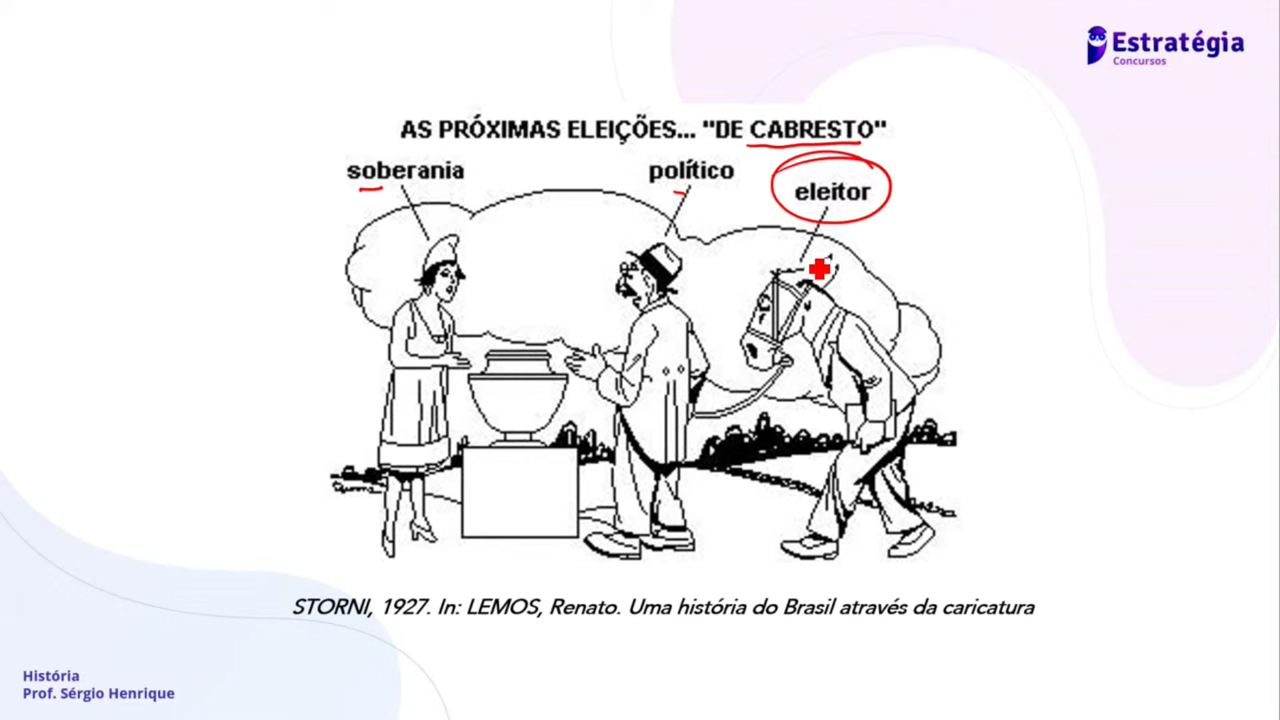 Estratégia
Concursos
AS PRÓXIMAS ELEIÇÕES... "DE CABRESTO"
soberania
político
eleitor
STORNI, 1927. In: LEMOS, Renato. Uma história do Brasil através da caricatura
História
Prof. Sérgio Henrique